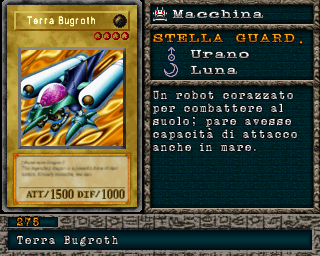 Terra Bugroth
ATT/1500 DIF/1000
Macchina
STELLA GUARD.
Urano
Luna
Un robot corazzato
per combattere al
suolo; pare avesse
capacità di attacco
anche in mare.
275
Terra Bugroth